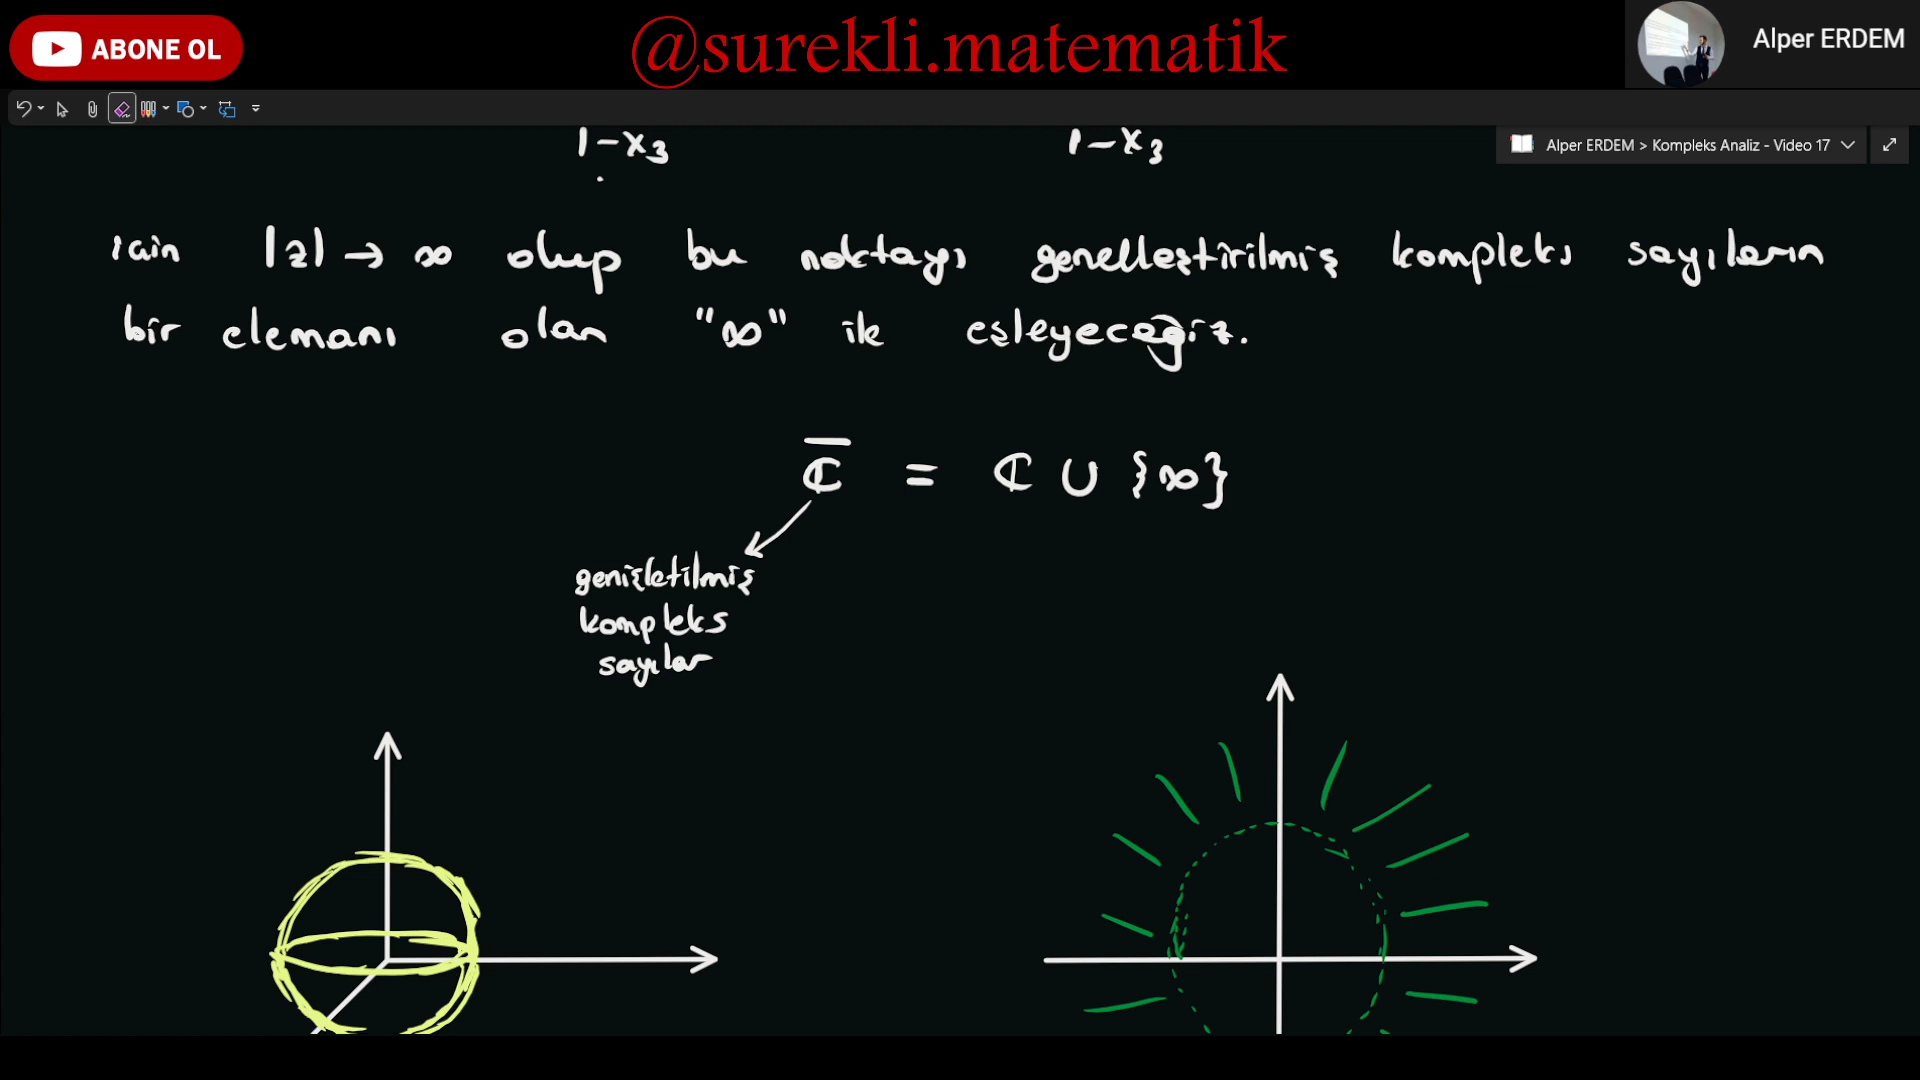 ABONE OL
@surekli.matematik
Alper ERDEM
Alper ERDEM > Kompleks Analiz - Video 17
1-x₃ 1-x₃
için |z| → ∞ olup bu noktayı genelleştirilmiş kompleks sayıların
bir elemanı olan "∞" ile eşleyeceğiz.
ℂ̅ = ℂ ∪ {∞}
genişletilmiş
kompleks
sayılar